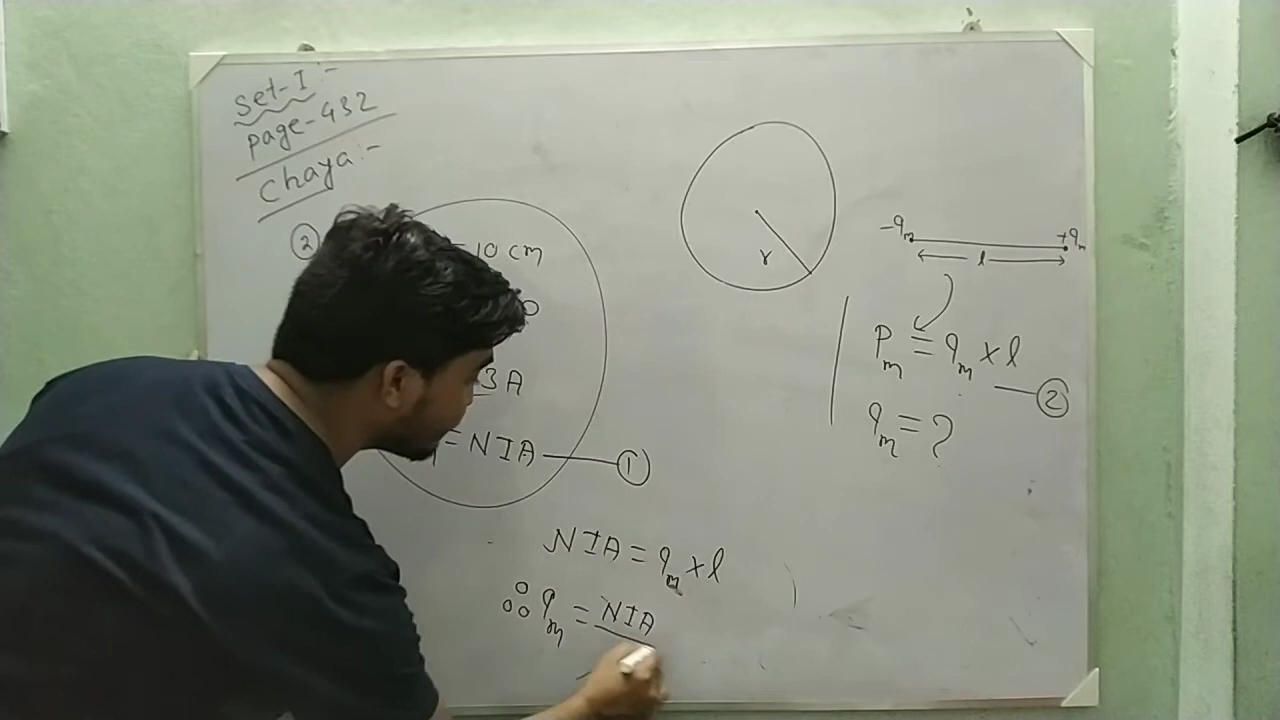 Set-I:-
page-432
Chaya:-
②
=10 cm
0
3A
=NIA — ①
r
-qm
+qm
l
Pm = qm × l — ②
qm = ?
NIA = qm × l
∴ qm = NIA